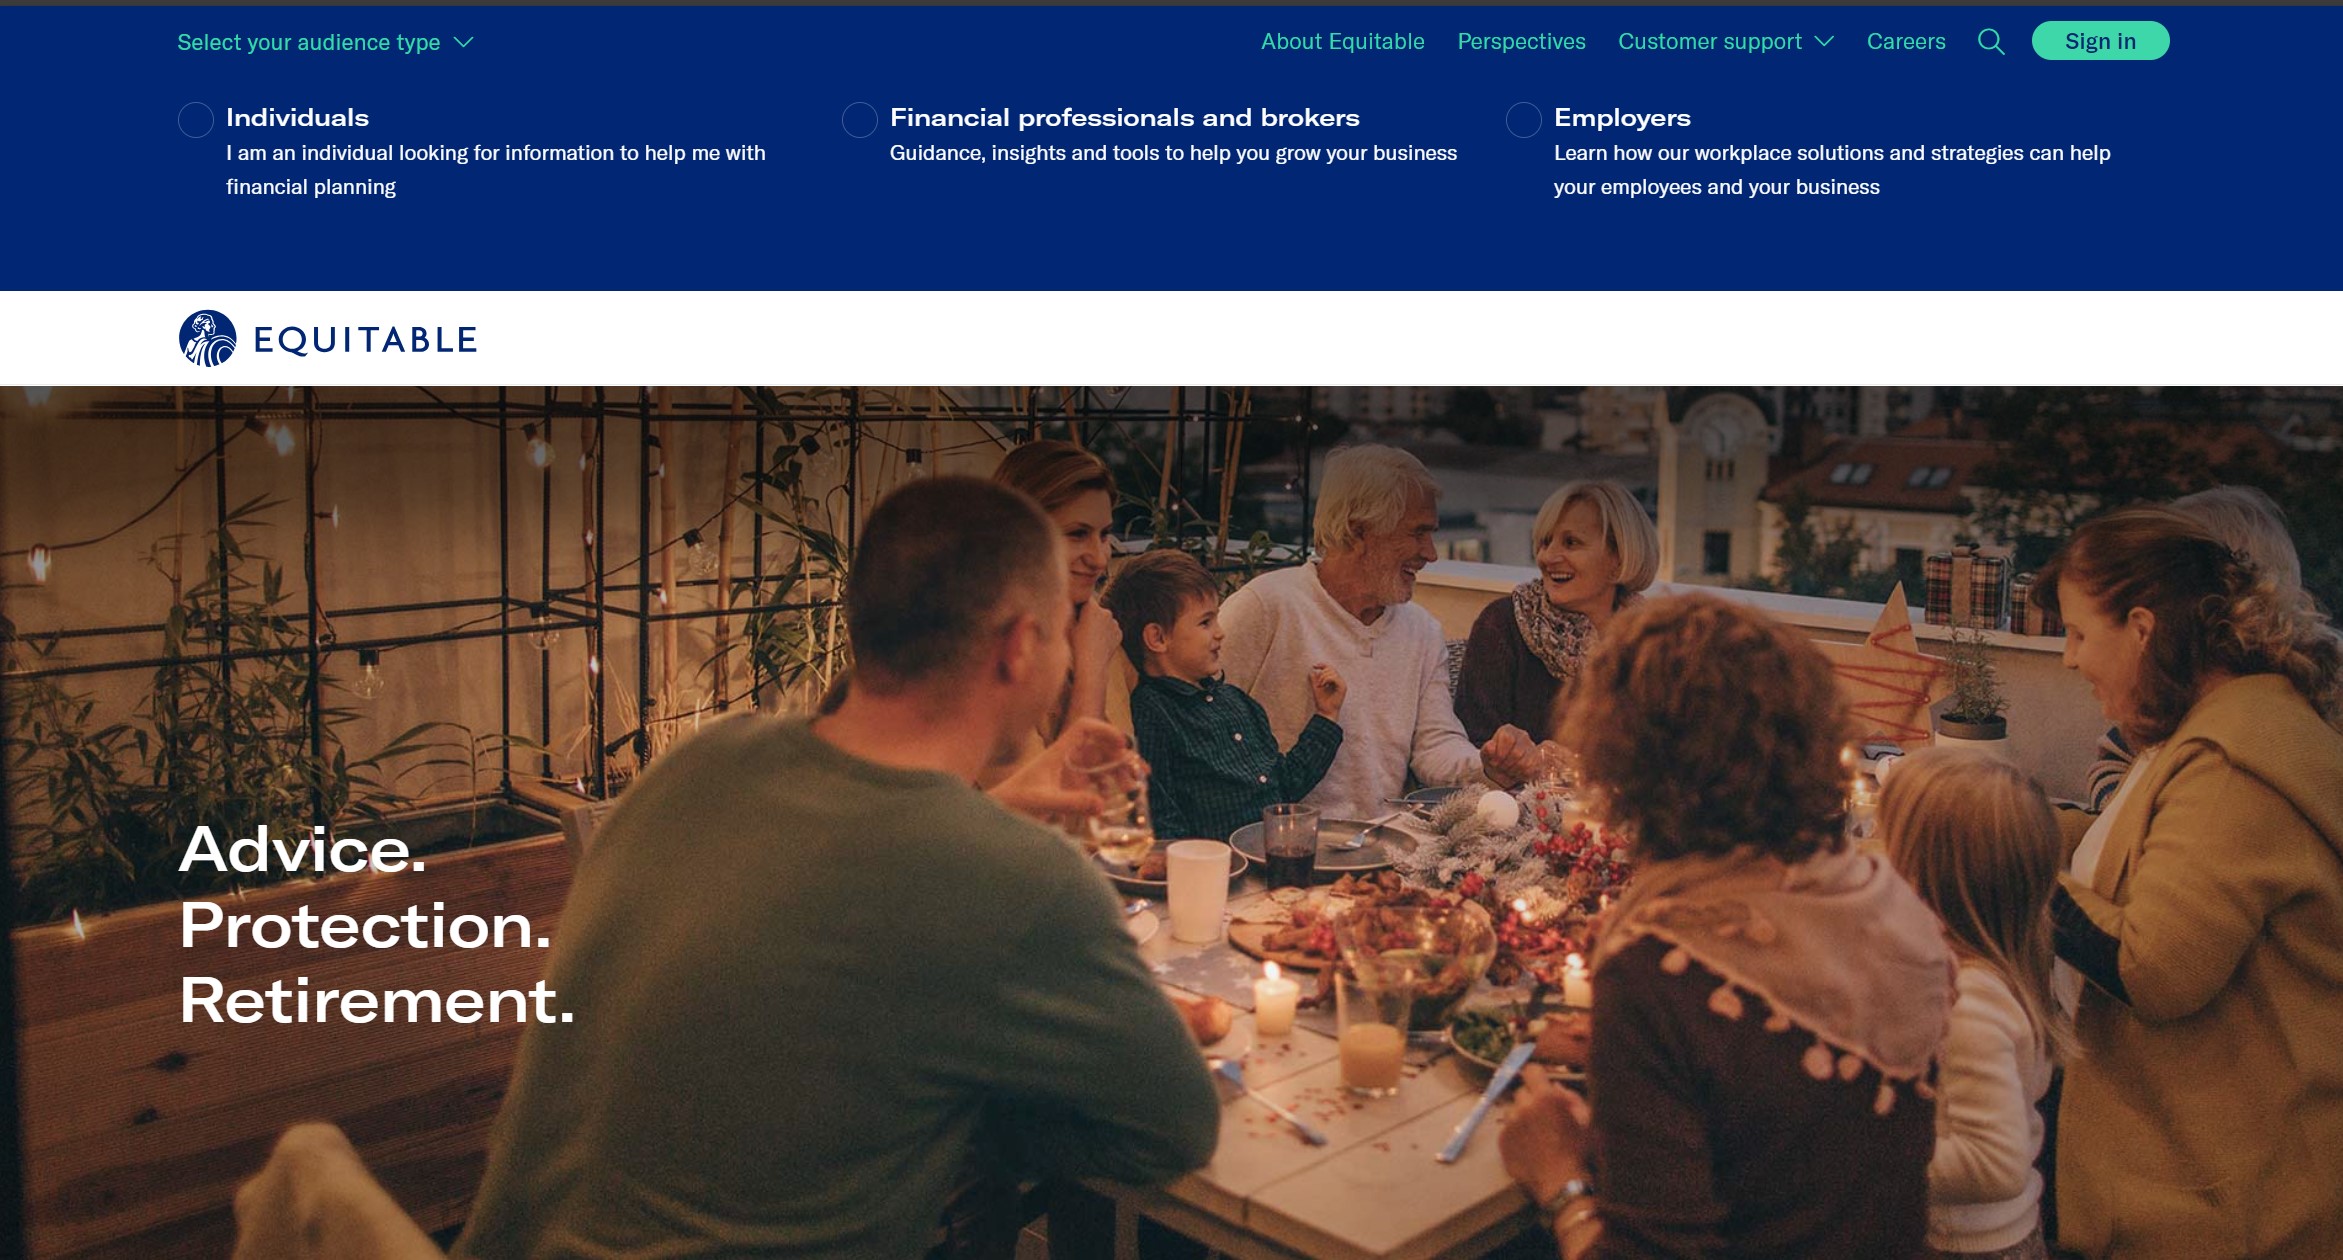 Select your audience type
About Equitable
Perspectives
Customer support
Careers
Sign in
Individuals
I am an individual looking for information to help me with
financial planning
Financial professionals and brokers
Guidance, insights and tools to help you grow your business
Employers
Learn how our workplace solutions and strategies can help
your employees and your business
EQUITABLE
Advice.
Protection.
Retirement.